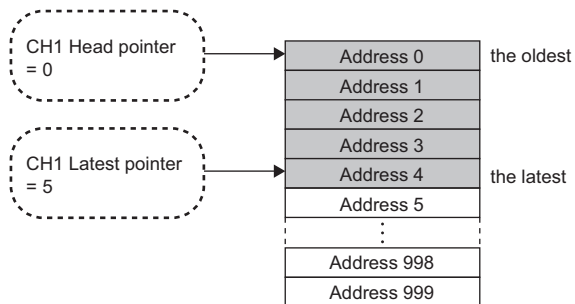 CH1 Head pointer
= 0
Address 0
the oldest
Address 1
Address 2
Address 3
CH1 Latest pointer
= 5
Address 4
the latest
Address 5
Address 998
Address 999